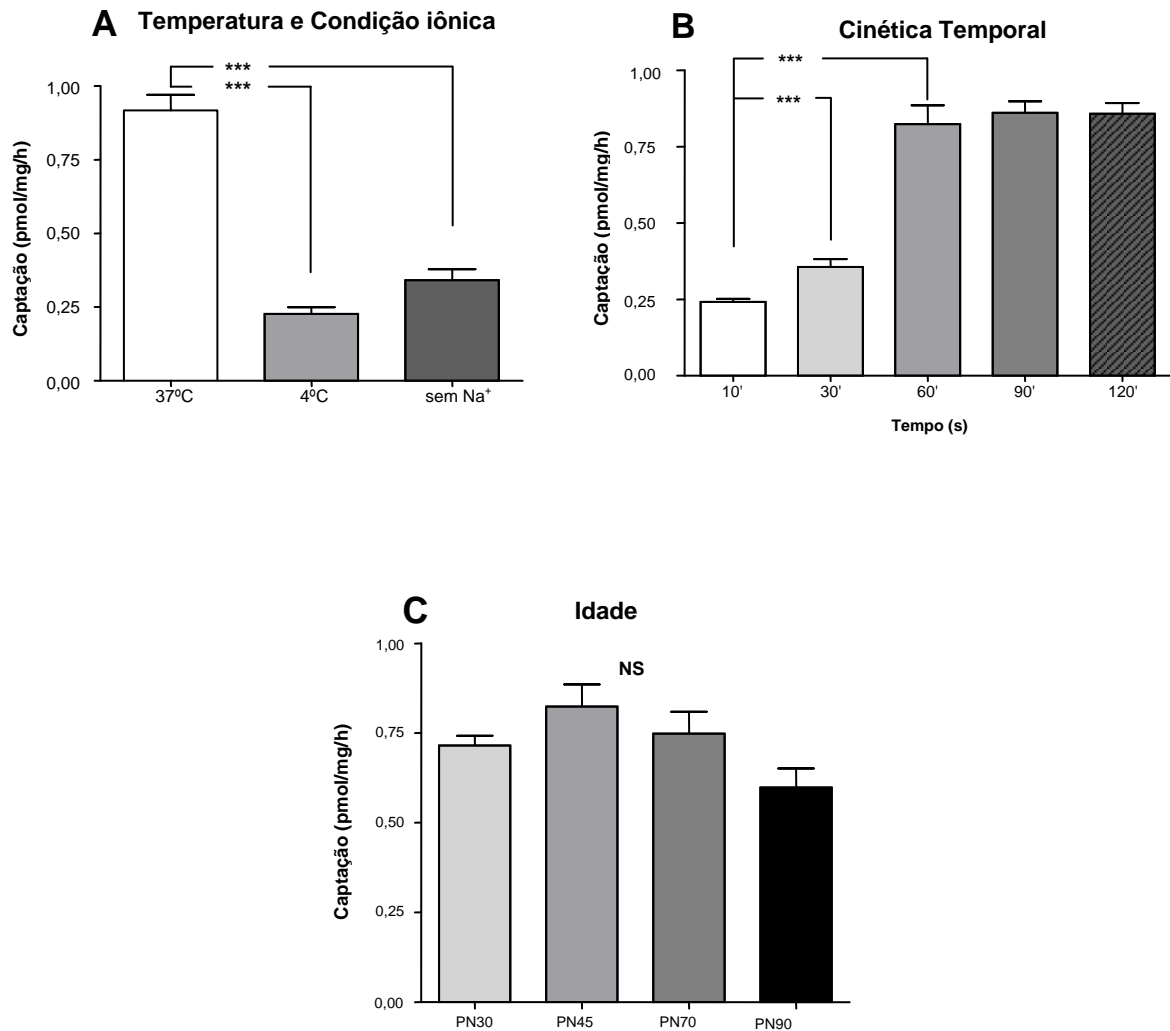 A Temperatura e Condição iônica
***
***
Captação (pmol/mg/h)
1,00
0,75
0,50
0,25
0,00
37ºC 4ºC sem Na⁺
B Cinética Temporal
***
***
Captação (pmol/mg/h)
1,00
0,75
0,50
0,25
0,00
10' 30' 60' 90' 120'
Tempo (s)
C Idade
NS
Captação (pmol/mg/h)
1,00
0,75
0,50
0,25
0,00
PN30 PN45 PN70 PN90